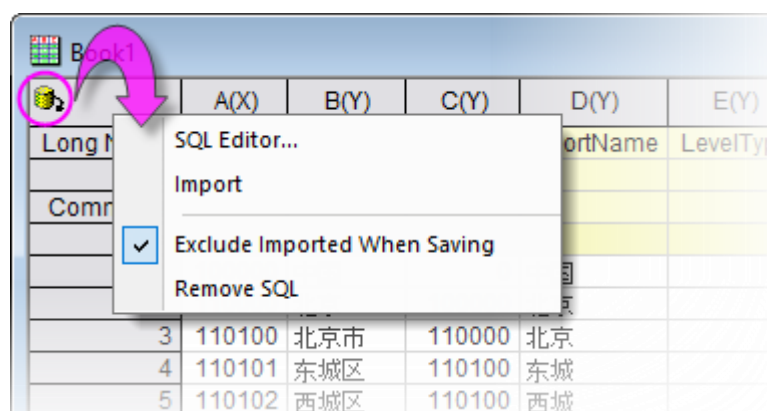 Book1
A(X) B(Y) C(Y) D(Y) E(Y)
Long N ortName LevelTy
SQL Editor...
Import
Comm
Exclude Imported When Saving
Remove SQL
3 110100 北京市 110000 北京
4 110101 东城区 110100 东城
5 110102 西城区 110100 西城